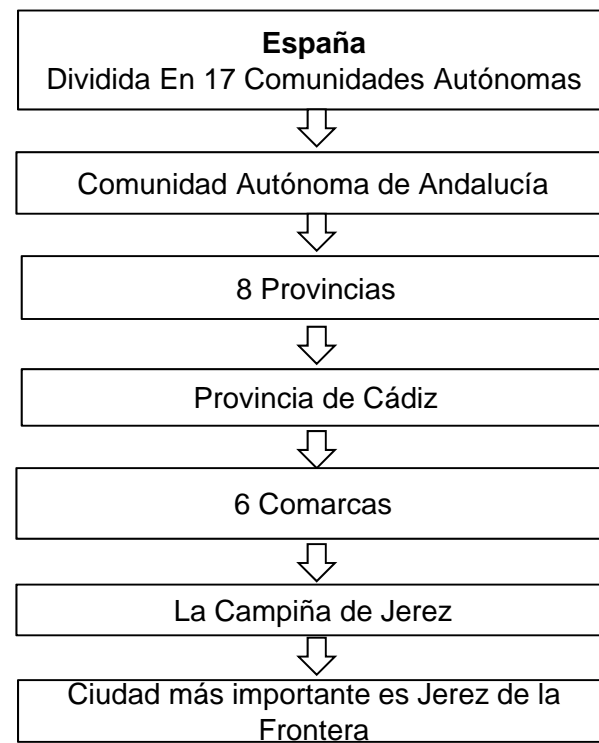 España
Dividida En 17 Comunidades Autónomas
Comunidad Autónoma de Andalucía
8 Provincias
Provincia de Cádiz
6 Comarcas
La Campiña de Jerez
Ciudad más importante es Jerez de la
Frontera